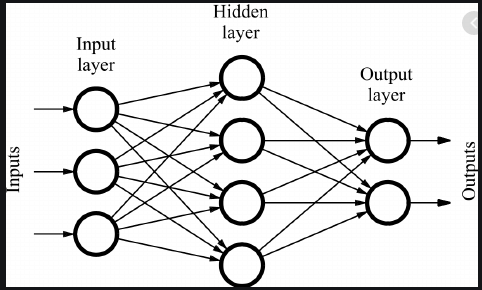 Hidden
layer
Input
layer
Output
layer
Inputs
Outputs